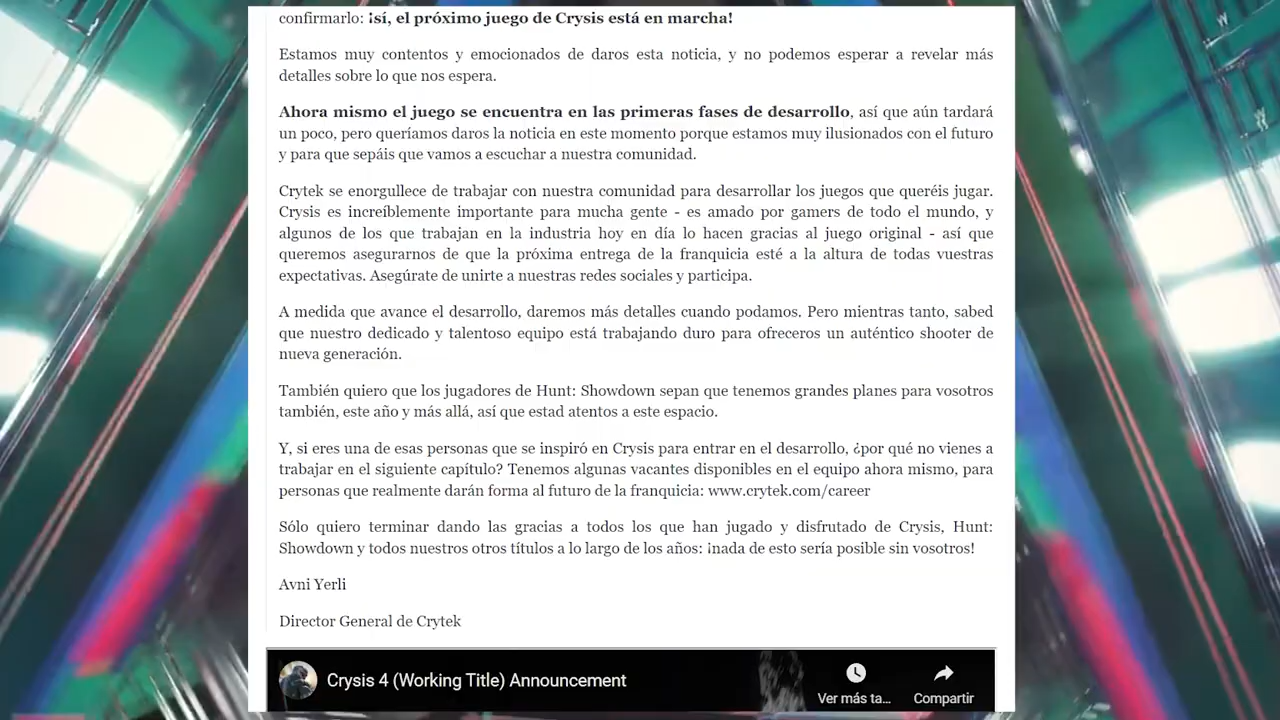 confirmarlo: ¡sí, el próximo juego de Crysis está en marcha!
Estamos muy contentos y emocionados de daros esta noticia, y no podemos esperar a revelar más
detalles sobre lo que nos espera.
Ahora mismo el juego se encuentra en las primeras fases de desarrollo, así que aún tardará
un poco, pero queríamos daros la noticia en este momento porque estamos muy ilusionados con el futuro
y para que sepáis que vamos a escuchar a nuestra comunidad.
Crytek se enorgullece de trabajar con nuestra comunidad para desarrollar los juegos que queréis jugar.
Crysis es increíblemente importante para mucha gente - es amado por gamers de todo el mundo, y
algunos de los que trabajan en la industria hoy en día lo hacen gracias al juego original - así que
queremos asegurarnos de que la próxima entrega de la franquicia esté a la altura de todas vuestras
expectativas. Asegúrate de unirte a nuestras redes sociales y participa.
A medida que avance el desarrollo, daremos más detalles cuando podamos. Pero mientras tanto, sabed
que nuestro dedicado y talentoso equipo está trabajando duro para ofreceros un auténtico shooter de
nueva generación.
También quiero que los jugadores de Hunt: Showdown sepan que tenemos grandes planes para vosotros
también, este año y más allá, así que estad atentos a este espacio.
Y, si eres una de esas personas que se inspiró en Crysis para entrar en el desarrollo, ¿por qué no vienes a
trabajar en el siguiente capítulo? Tenemos algunas vacantes disponibles en el equipo ahora mismo, para
personas que realmente darán forma al futuro de la franquicia: www.crytek.com/career
Sólo quiero terminar dando las gracias a todos los que han jugado y disfrutado de Crysis, Hunt:
Showdown y todos nuestros otros títulos a lo largo de los años: ¡nada de esto sería posible sin vosotros!
Avni Yerli
Director General de Crytek
Crysis 4 (Working Title) Announcement
Ver más ta...
Compartir